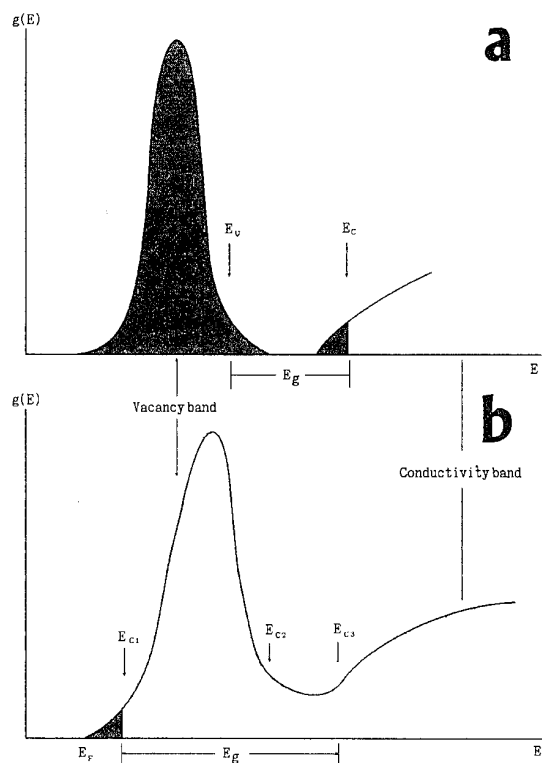 g(E)
a
E_v
E_c
E_g
E
Vacancy band
g(E)
b
Conductivity band
E_C1
E_C2
E_C3
E_F
E_g
E